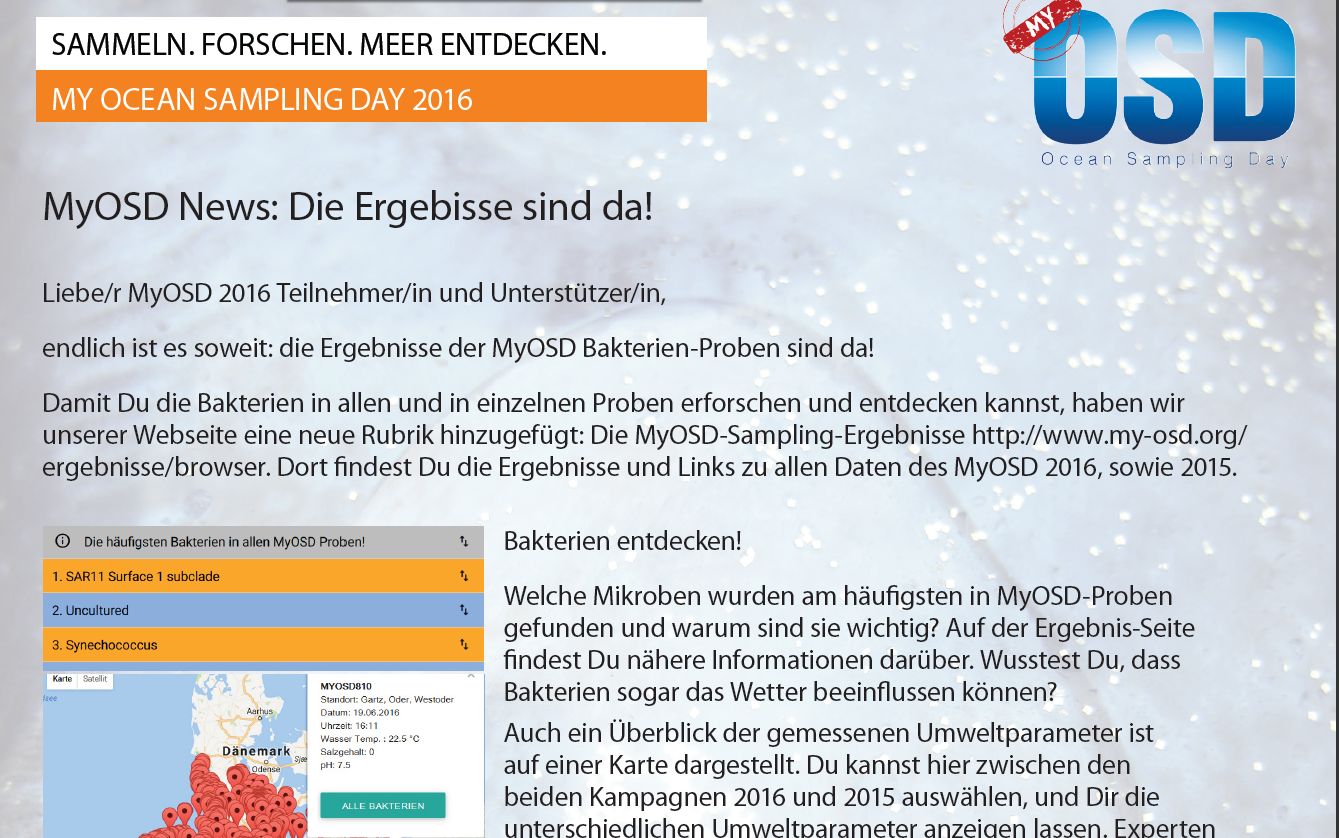 SAMMELN. FORSCHEN. MEER ENTDECKEN.
MY OCEAN SAMPLING DAY 2016
MY
OSD
Ocean Sampling Day
MyOSD News: Die Ergebisse sind da!
Liebe/r MyOSD 2016 Teilnehmer/in und Unterstützer/in,
endlich ist es soweit: die Ergebnisse der MyOSD Bakterien-Proben sind da!
Damit Du die Bakterien in allen und in einzelnen Proben erforschen und entdecken kannst, haben wir
unserer Webseite eine neue Rubrik hinzugefügt: Die MyOSD-Sampling-Ergebnisse http://www.my-osd.org/
ergebnisse/browser. Dort findest Du die Ergebnisse und Links zu allen Daten des MyOSD 2016, sowie 2015.
Die häufigsten Bakterien in allen MyOSD Proben!
1. SAR11 Surface 1 subclade
2. Uncultured
3. Synechococcus
Karte Satellit
Aarhus
Dänemark
Odense
MYOSD810
Standort: Gartz, Oder, Westoder
Datum: 19.06.2016
Uhrzeit: 16:11
Wasser Temp. : 22.5 °C
Salzgehalt: 0
pH: 7.5
ALLE BAKTERIEN
Bakterien entdecken!
Welche Mikroben wurden am häufigsten in MyOSD-Proben
gefunden und warum sind sie wichtig? Auf der Ergebnis-Seite
findest Du nähere Informationen darüber. Wusstest Du, dass
Bakterien sogar das Wetter beeinflussen können?
Auch ein Überblick der gemessenen Umweltparameter ist
auf einer Karte dargestellt. Du kannst hier zwischen den
beiden Kampagnen 2016 und 2015 auswählen, und Dir die
unterschiedlichen Umweltparameter anzeigen lassen. Experten